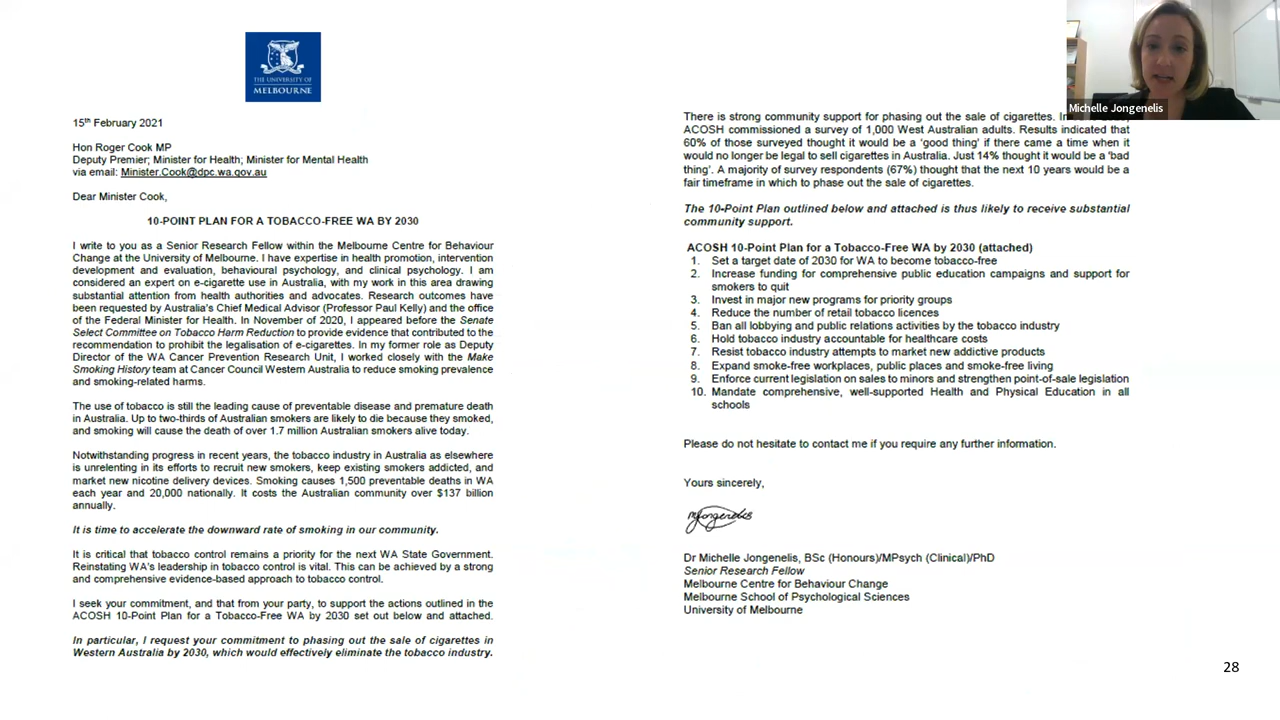 THE UNIVERSITY OF
MELBOURNE
15th February 2021
Hon Roger Cook MP
Deputy Premier; Minister for Health; Minister for Mental Health
via email: Minister.Cook@dpc.wa.gov.au
Dear Minister Cook,
10-POINT PLAN FOR A TOBACCO-FREE WA BY 2030
I write to you as a Senior Research Fellow within the Melbourne Centre for Behaviour
Change at the University of Melbourne. I have expertise in health promotion, intervention
development and evaluation, behavioural psychology, and clinical psychology. I am
considered an expert on e-cigarette use in Australia, with my work in this area drawing
substantial attention from health authorities and advocates. Research outcomes have
been requested by Australia's Chief Medical Advisor (Professor Paul Kelly) and the office
of the Federal Minister for Health. In November of 2020, I appeared before the Senate
Select Committee on Tobacco Harm Reduction to provide evidence that contributed to the
recommendation to prohibit the legalisation of e-cigarettes. In my former role as Deputy
Director of the WA Cancer Prevention Research Unit, I worked closely with the Make
Smoking History team at Cancer Council Western Australia to reduce smoking prevalence
and smoking-related harms.
The use of tobacco is still the leading cause of preventable disease and premature death
in Australia. Up to two-thirds of Australian smokers are likely to die because they smoked,
and smoking will cause the death of over 1.7 million Australian smokers alive today.
Notwithstanding progress in recent years, the tobacco industry in Australia as elsewhere
is unrelenting in its efforts to recruit new smokers, keep existing smokers addicted, and
market new nicotine delivery devices. Smoking causes 1,500 preventable deaths in WA
each year and 20,000 nationally. It costs the Australian community over $137 billion
annually.
It is time to accelerate the downward rate of smoking in our community.
It is critical that tobacco control remains a priority for the next WA State Government.
Reinstating WA's leadership in tobacco control is vital. This can be achieved by a strong
and comprehensive evidence-based approach to tobacco control.
I seek your commitment, and that from your party, to support the actions outlined in the
ACOSH 10-Point Plan for a Tobacco-Free WA by 2030 set out below and attached.
In particular, I request your commitment to phasing out the sale of cigarettes in
Western Australia by 2030, which would effectively eliminate the tobacco industry.
Michelle Jongenelis
There is strong community support for phasing out the sale of cigarettes.
ACOSH commissioned a survey of 1,000 West Australian adults. Results indicated that
60% of those surveyed thought it would be a 'good thing' if there came a time when it
would no longer be legal to sell cigarettes in Australia. Just 14% thought it would be a 'bad
thing'. A majority of survey respondents (67%) thought that the next 10 years would be a
fair timeframe in which to phase out the sale of cigarettes.
The 10-Point Plan outlined below and attached is thus likely to receive substantial
community support.
ACOSH 10-Point Plan for a Tobacco-Free WA by 2030 (attached)
1. Set a target date of 2030 for WA to become tobacco-free
2. Increase funding for comprehensive public education campaigns and support for
smokers to quit
3. Invest in major new programs for priority groups
4. Reduce the number of retail tobacco licences
5. Ban all lobbying and public relations activities by the tobacco industry
6. Hold tobacco industry accountable for healthcare costs
7. Resist tobacco industry attempts to market new addictive products
8. Expand smoke-free workplaces, public places and smoke-free living
9. Enforce current legislation on sales to minors and strengthen point-of-sale legislation
10. Mandate comprehensive, well-supported Health and Physical Education in all
schools
Please do not hesitate to contact me if you require any further information.
Yours sincerely,
MJongenelis
Dr Michelle Jongenelis, BSc (Honours)/MPsych (Clinical)/PhD
Senior Research Fellow
Melbourne Centre for Behaviour Change
Melbourne School of Psychological Sciences
University of Melbourne
28